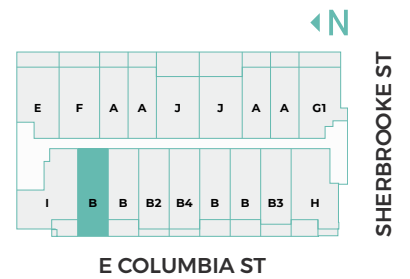 N
E F A A J J A A G1
I B B B2 B4 B B B3 H
SHERBROOKE ST
E COLUMBIA ST